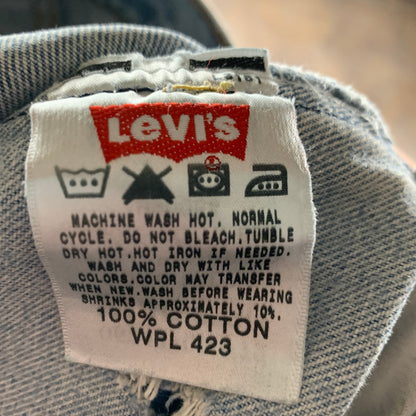 LEVI'S
MACHINE WASH HOT. NORMAL
CYCLE. DO NOT BLEACH.TUMBLE
DRY HOT.HOT IRON IF NEEDED.
WASH AND DRY WITH LIKE
COLORS.COLOR MAY TRANSFER
WHEN NEW.WASH BEFORE WEARING
SHRINKS APPROXIMATELY 10%.
100% COTTON
WPL 423